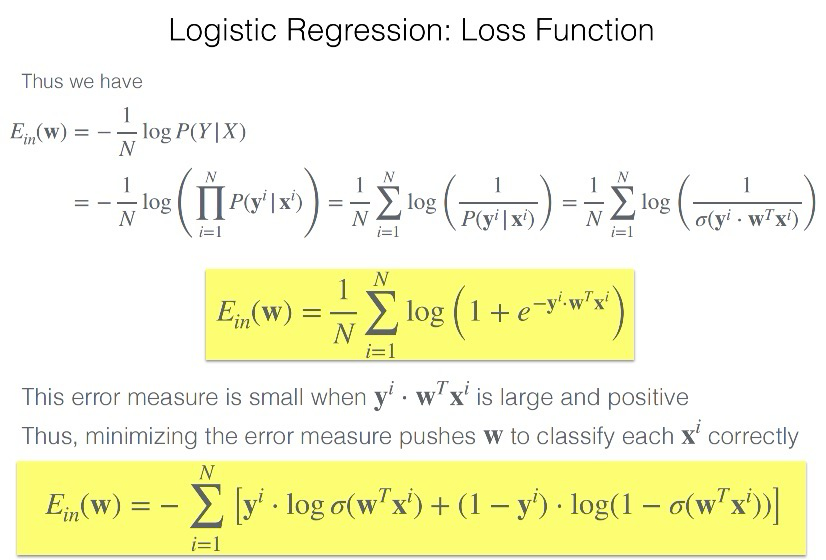 Logistic Regression: Loss Function
Thus we have
$E_{in}(\mathbf{w}) = -\frac{1}{N} \log P(Y|X)$
$= -\frac{1}{N} \log \left( \prod_{i=1}^{N} P(\mathbf{y}^i | \mathbf{x}^i) \right) = \frac{1}{N} \sum_{i=1}^{N} \log \left( \frac{1}{P(\mathbf{y}^i | \mathbf{x}^i)} \right) = \frac{1}{N} \sum_{i=1}^{N} \log \left( \frac{1}{\sigma(\mathbf{y}^i \cdot \mathbf{w}^T \mathbf{x}^i)} \right)$
$E_{in}(\mathbf{w}) = \frac{1}{N} \sum_{i=1}^{N} \log \left( 1 + e^{-\mathbf{y}^i \cdot \mathbf{w}^T \mathbf{x}^i} \right)$
This error measure is small when $\mathbf{y}^i \cdot \mathbf{w}^T \mathbf{x}^i$ is large and positive
Thus, minimizing the error measure pushes $\mathbf{w}$ to classify each $\mathbf{x}^i$ correctly
$E_{in}(\mathbf{w}) = - \sum_{i=1}^{N} \left[ \mathbf{y}^i \cdot \log \sigma(\mathbf{w}^T \mathbf{x}^i) + (1 - \mathbf{y}^i) \cdot \log(1 - \sigma(\mathbf{w}^T \mathbf{x}^i)) \right]$